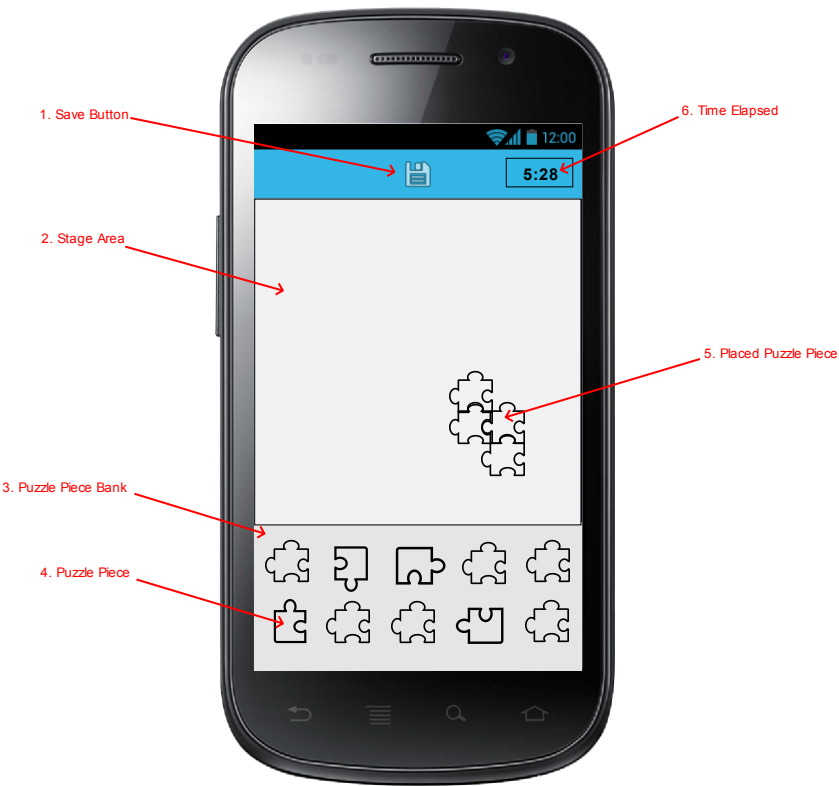 1. Save Button
6. Time Elapsed
12:00
5:28
2. Stage Area
5. Placed Puzzle Piece
3. Puzzle Piece Bank
4. Puzzle Piece